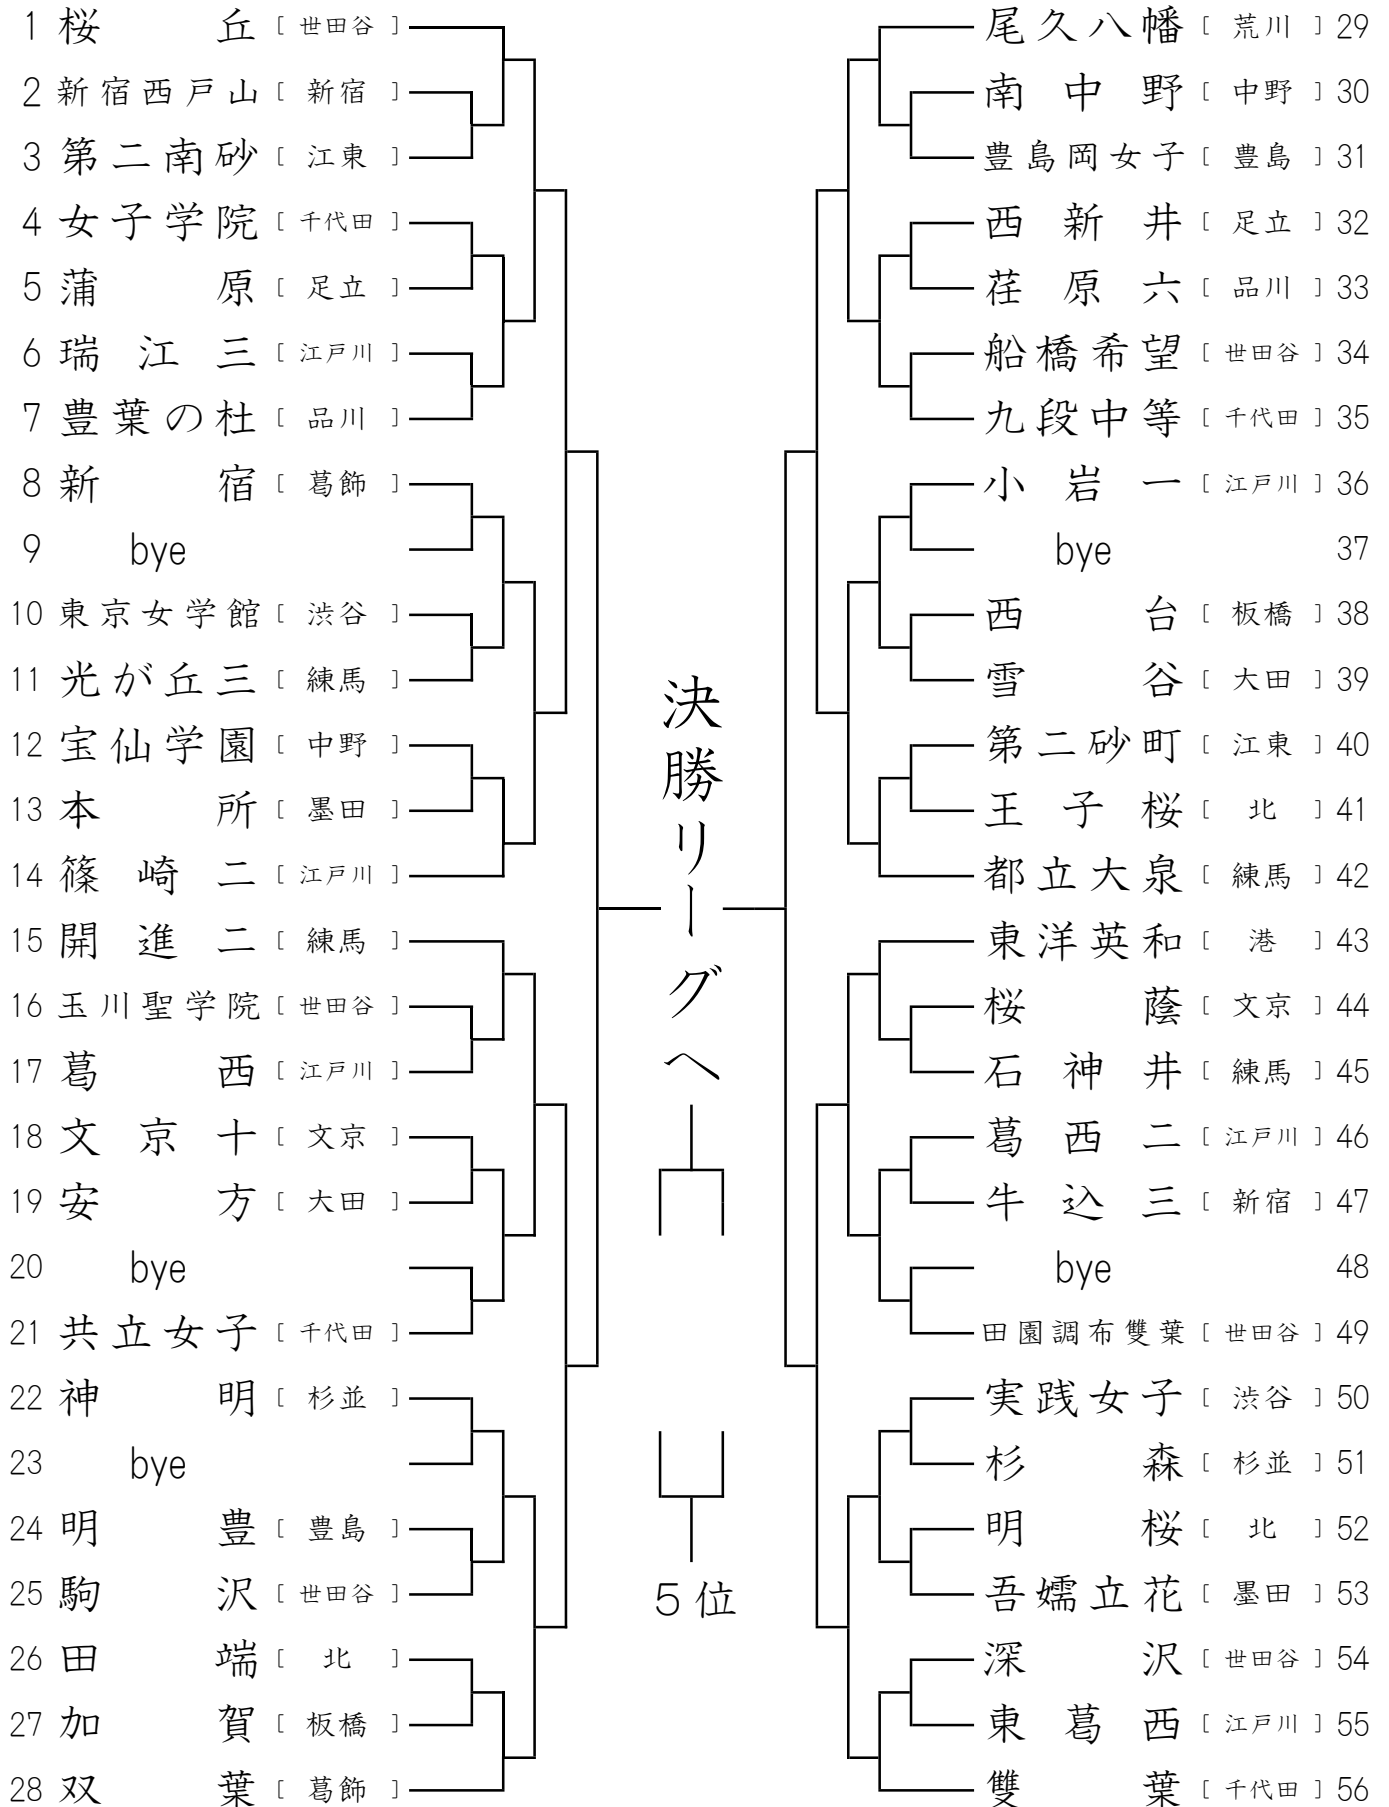 1 桜丘 [ 世田谷 ]
2 新宿西戸山 [ 新宿 ]
3 第二南砂 [ 江東 ]
4 女子学院 [ 千代田 ]
5 蒲原 [ 足立 ]
6 瑞江三 [ 江戸川 ]
7 豊葉の杜 [ 品川 ]
8 新宿 [ 葛飾 ]
9 bye
10 東京女学館 [ 渋谷 ]
11 光が丘三 [ 練馬 ]
12 宝仙学園 [ 中野 ]
13 本所 [ 墨田 ]
14 篠崎二 [ 江戸川 ]
15 開進二 [ 練馬 ]
16 玉川聖学院 [ 世田谷 ]
17 葛西 [ 江戸川 ]
18 文京十 [ 文京 ]
19 安方 [ 大田 ]
20 bye
21 共立女子 [ 千代田 ]
22 神明 [ 杉並 ]
23 bye
24 明豊 [ 豊島 ]
25 駒沢 [ 世田谷 ]
26 田端 [ 北 ]
27 加賀 [ 板橋 ]
28 双葉 [ 葛飾 ]
決勝リーグへ
5位
尾久八幡 [ 荒川 ] 29
南中野 [ 中野 ] 30
豊島岡女子 [ 豊島 ] 31
西新井 [ 足立 ] 32
荏原六 [ 品川 ] 33
船橋希望 [ 世田谷 ] 34
九段中等 [ 千代田 ] 35
小岩一 [ 江戸川 ] 36
bye 37
西台 [ 板橋 ] 38
雪谷 [ 大田 ] 39
第二砂町 [ 江東 ] 40
王子桜 [ 北 ] 41
都立大泉 [ 練馬 ] 42
東洋英和 [ 港 ] 43
桜蔭 [ 文京 ] 44
石神井 [ 練馬 ] 45
葛西二 [ 江戸川 ] 46
牛込三 [ 新宿 ] 47
bye 48
田園調布雙葉 [ 世田谷 ] 49
実践女子 [ 渋谷 ] 50
杉森 [ 杉並 ] 51
明桜 [ 北 ] 52
吾嬬立花 [ 墨田 ] 53
深沢 [ 世田谷 ] 54
東葛西 [ 江戸川 ] 55
雙葉 [ 千代田 ] 56